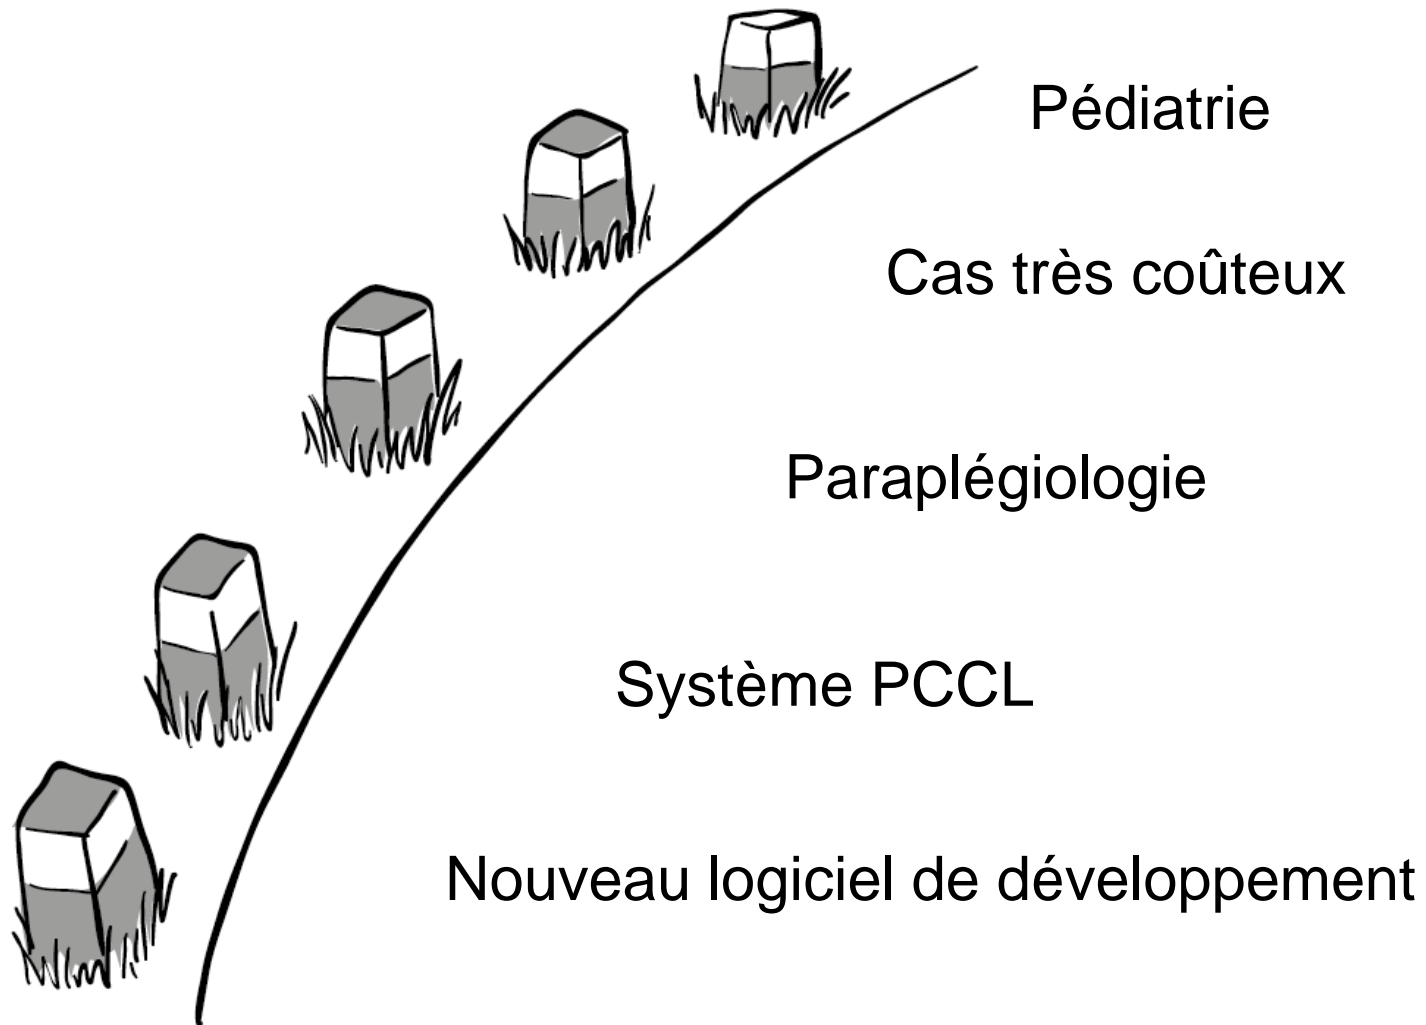 Pédiatrie
Cas très coûteux
Paraplégiologie
Système PCCL
Nouveau logiciel de développement